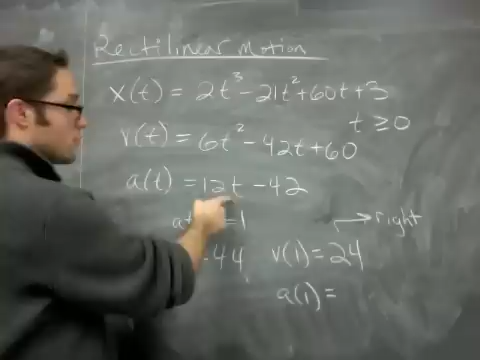 Rectilinear Motion
x(t) = 2t³ - 21t² + 60t + 3
t ≥ 0
v(t) = 6t² - 42t + 60
a(t) = 12t - 42
at =1
→ right
44 v(1) = 24
a(1) =